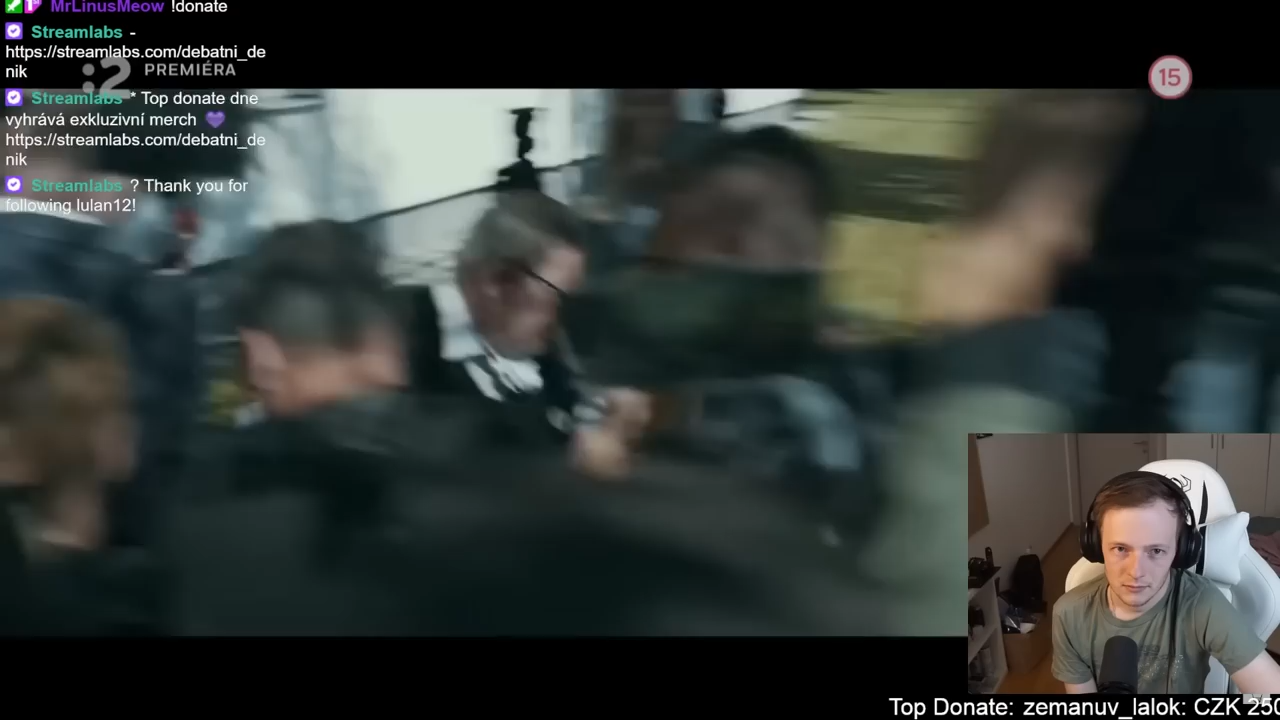 MrLinusMeow !donate
Streamlabs -
https://streamlabs.com/debatni_de
nik
:2 PREMIÉRA
15
Streamlabs * Top donate dne
vyhrává exkluzivní merch 💜
https://streamlabs.com/debatni_de
nik
Streamlabs ? Thank you for
following lulan12!
Top Donate: zemanuv_lalok: CZK 250